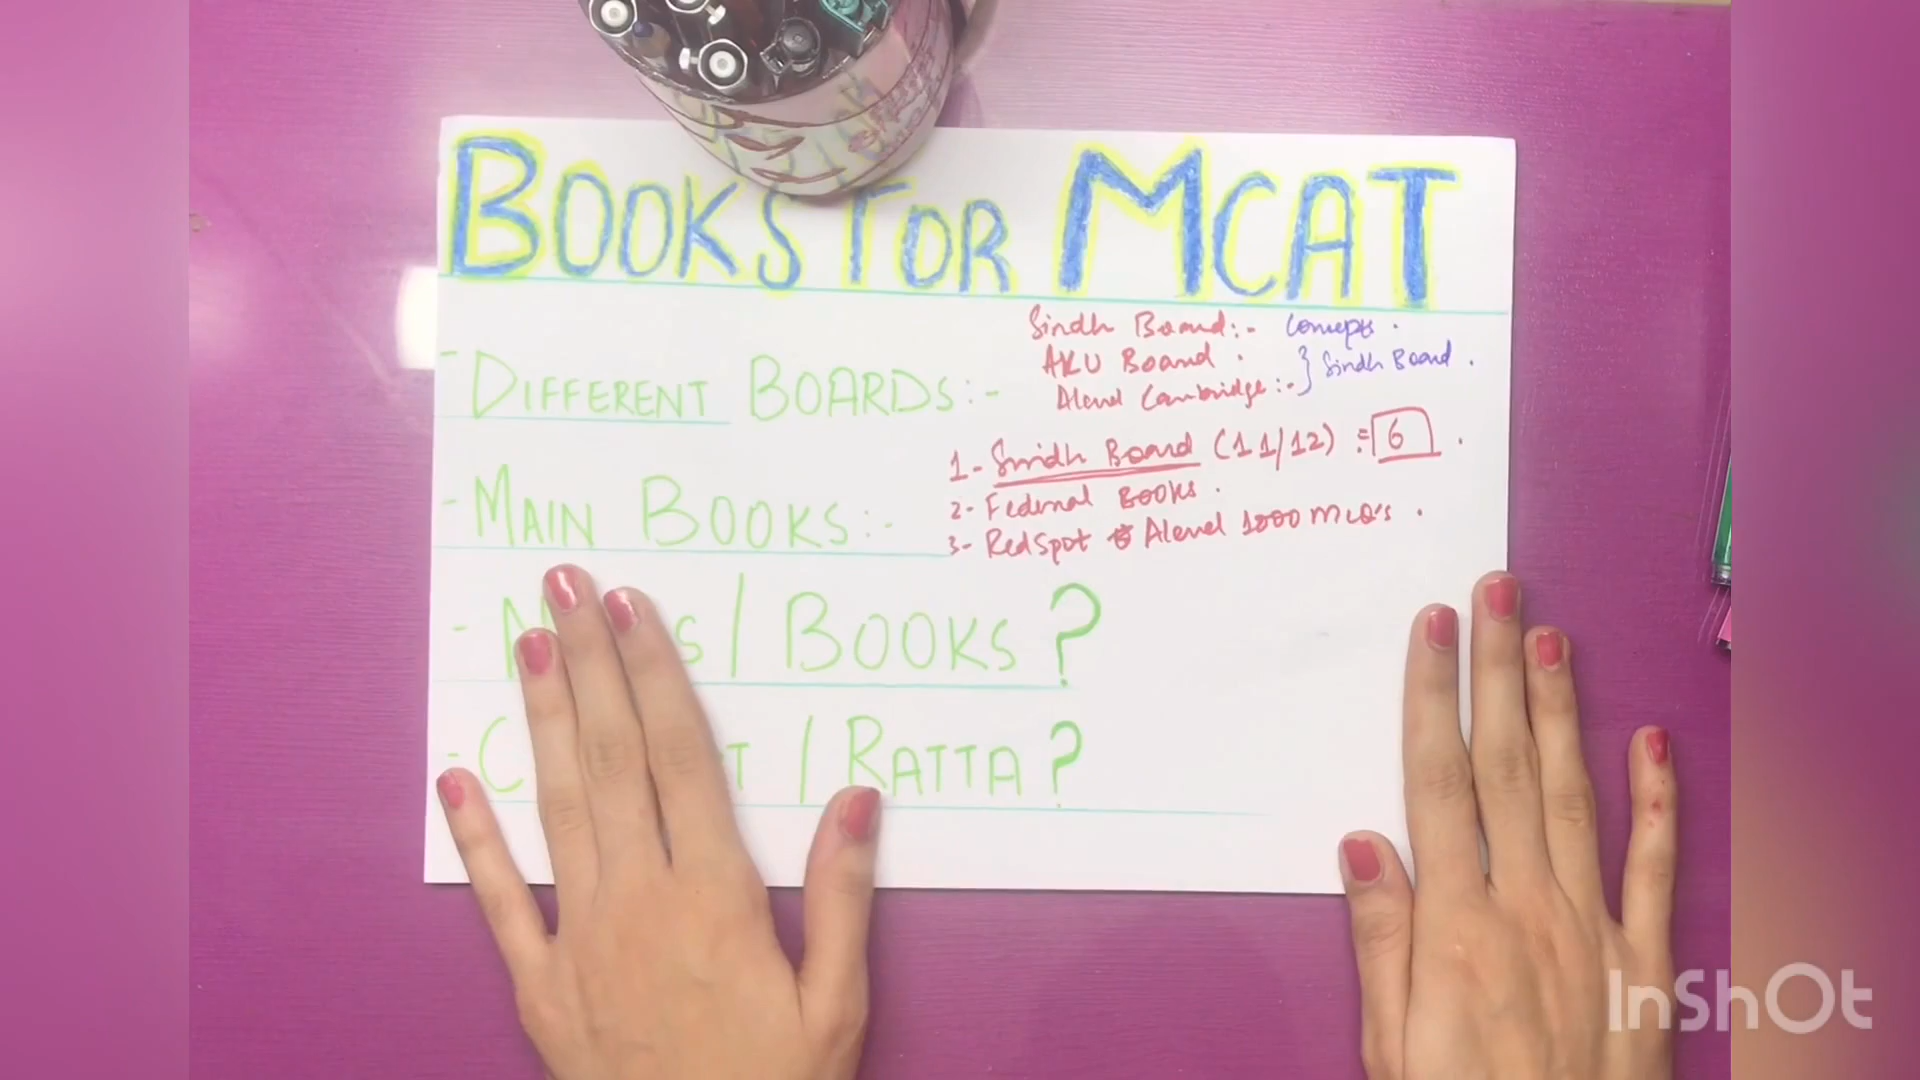 BOOKS FOR MCAT
- DIFFERENT BOARDS:-
Sindh Board:- Concepts.
AKU Board.
Alevel Cambridge:- } Sindh Board.
- MAIN BOOKS:-
1- Sindh Board (11/12) := 6.
2- Federal Books.
3- RedSpot Alevel 1000 MCQ's.
- / BOOKS?
- / RATTA?
InShOt